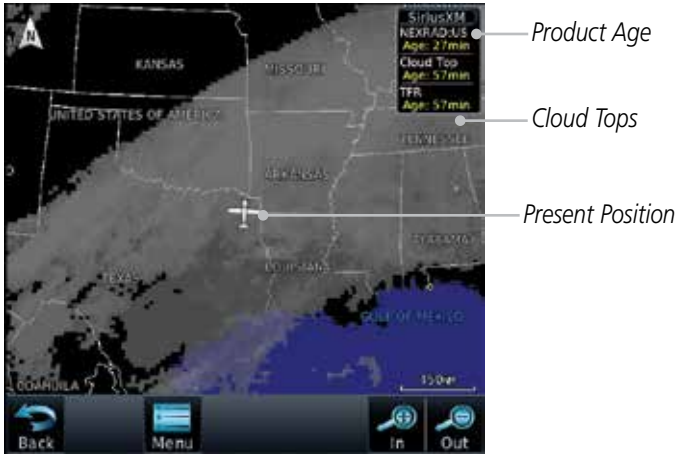 N
SiriusXM
NEXRAD:US
Age: 27min
Cloud Top
Age: 57min
TFR
Age: 57min
Product Age
Cloud Tops
Present Position
KANSAS
MISSOURI
UNITED STATES OF AMERICA
TENNESSEE
ARKANSAS
ALABAMA
TEXAS
LOUISIANA
GULF OF MEXICO
COAHUILA
Back
Menu
In
Out